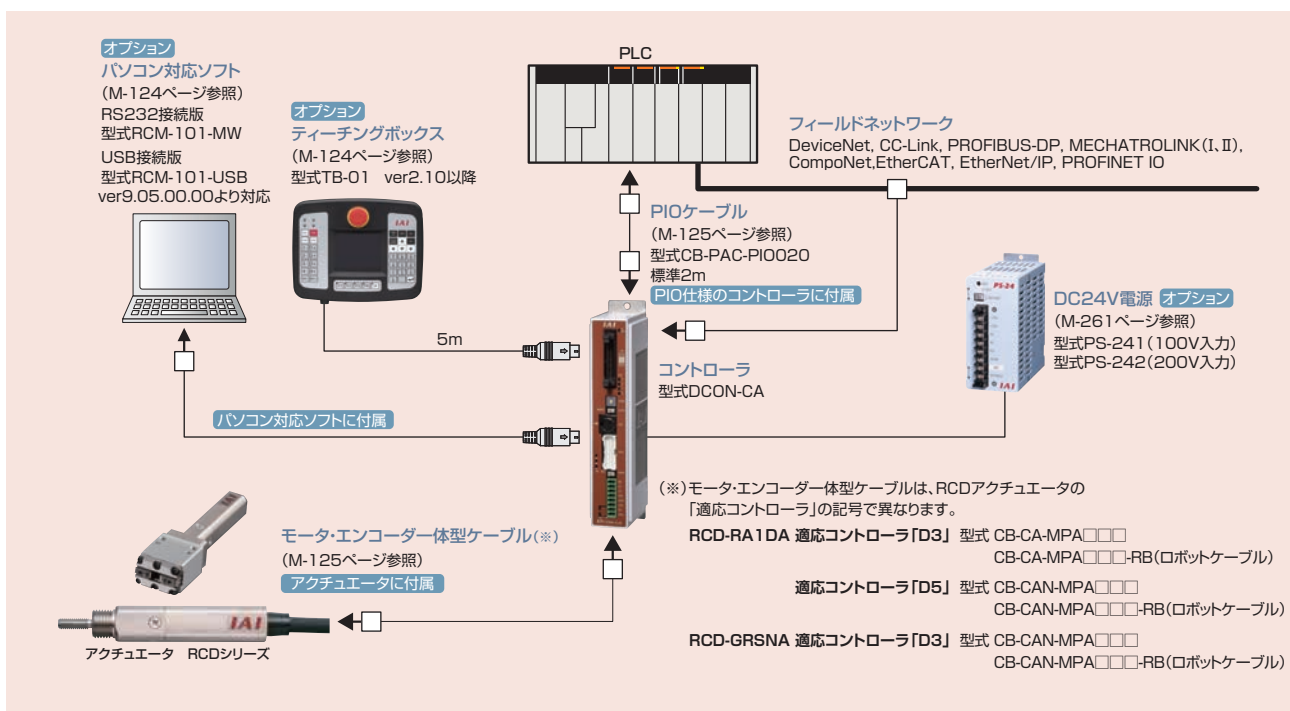 オプション
パソコン対応ソフト
(M-124ページ参照)
RS232接続版
型式RCM-101-MW
USB接続版
型式RCM-101-USB
ver9.05.00.00より対応
オプション
ティーチングボックス
(M-124ページ参照)
型式TB-01 ver2.10以降
PLC
フィールドネットワーク
DeviceNet, CC-Link, PROFIBUS-DP, MECHATROLINK(I、II),
CompoNet,EtherCAT, EtherNet/IP, PROFINET IO
PIOケーブル
(M-125ページ参照)
型式CB-PAC-PIO020
標準2m
PIO仕様のコントローラに付属
IAI
PS-24
IAI
DC24V電源 オプション
(M-261ページ参照)
型式PS-241(100V入力)
型式PS-242(200V入力)
5m
IAI
コントローラ
型式DCON-CA
パソコン対応ソフトに付属
(※)モータ・エンコーダ一体型ケーブルは、RCDアクチュエータの
「適応コントローラ」の記号で異なります。
RCD-RA1DA 適応コントローラ「D3」 型式 CB-CA-MPA□□□
CB-CA-MPA□□□-RB(ロボットケーブル)
適応コントローラ「D5」 型式 CB-CAN-MPA□□□
CB-CAN-MPA□□□-RB(ロボットケーブル)
RCD-GRSNA 適応コントローラ「D3」 型式 CB-CAN-MPA□□□
CB-CAN-MPA□□□-RB(ロボットケーブル)
モータ・エンコーダ一体型ケーブル(※)
(M-125ページ参照)
アクチュエータに付属
IAI
アクチュエータ RCDシリーズ